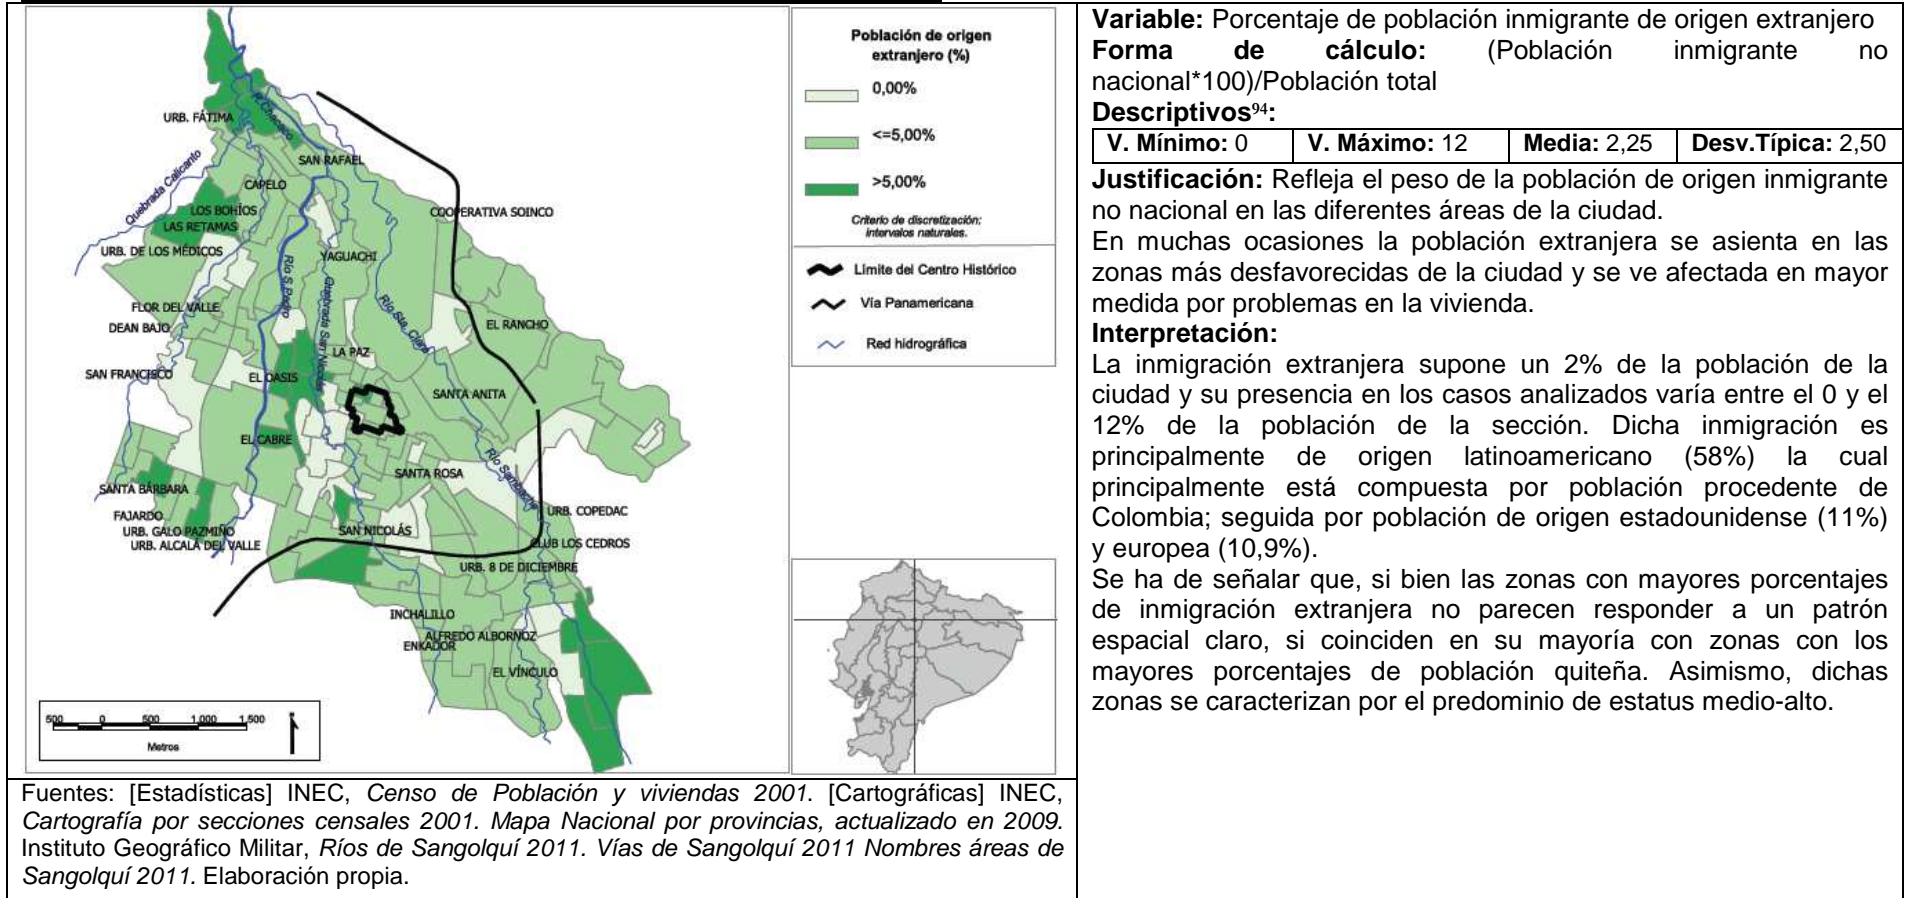 Población de origen
extranjero (%)
0,00%
<=5,00%
>5,00%
Criterio de discretización:
intervalos naturales.
Límite del Centro Histórico
Vía Panamericana
Red hidrográfica
URB. FÁTIMA
R. Chacaco
SAN RAFAEL
Quebrada Calicanto
CAPELO
LOS BOHÍOS
LAS RETAMAS
COOPERATIVA SOINCO
URB. DE LOS MÉDICOS
YAGUACHI
Río S. Pedro
Quebrada San Nicolás
Río Sta. Clara
FLOR DEL VALLE
DEAN BAJO
EL RANCHO
LA PAZ
SAN FRANCISCO
EL OASIS
SANTA ANITA
EL CABRE
SANTA ROSA
Río Sambache
SANTA BÁRBARA
URB. COPEDAC
FAJARDO
URB. GALO PAZMIÑO
SAN NICOLÁS
URB. ALCALÁ DEL VALLE
CLUB LOS CEDROS
URB. 8 DE DICIEMBRE
INCHALILLO
ALFREDO ALBORNOZ
ENKADOR
EL VÍNCULO
500 0 500 1.000 1.500
Metros
Fuentes: [Estadísticas] INEC, Censo de Población y viviendas 2001. [Cartográficas] INEC,
Cartografía por secciones censales 2001. Mapa Nacional por provincias, actualizado en 2009.
Instituto Geográfico Militar, Ríos de Sangolquí 2011. Vías de Sangolquí 2011 Nombres áreas de
Sangolquí 2011. Elaboración propia.
Variable: Porcentaje de población inmigrante de origen extranjero
Forma de cálculo: (Población inmigrante no
nacional*100)/Población total
Descriptivos94:
V. Mínimo: 0 V. Máximo: 12 Media: 2,25 Desv.Típica: 2,50
Justificación: Refleja el peso de la población de origen inmigrante
no nacional en las diferentes áreas de la ciudad.
En muchas ocasiones la población extranjera se asienta en las
zonas más desfavorecidas de la ciudad y se ve afectada en mayor
medida por problemas en la vivienda.
Interpretación:
La inmigración extranjera supone un 2% de la población de la
ciudad y su presencia en los casos analizados varía entre el 0 y el
12% de la población de la sección. Dicha inmigración es
principalmente de origen latinoamericano (58%) la cual
principalmente está compuesta por población procedente de
Colombia; seguida por población de origen estadounidense (11%)
y europea (10,9%).
Se ha de señalar que, si bien las zonas con mayores porcentajes
de inmigración extranjera no parecen responder a un patrón
espacial claro, si coinciden en su mayoría con zonas con los
mayores porcentajes de población quiteña. Asimismo, dichas
zonas se caracterizan por el predominio de estatus medio-alto.